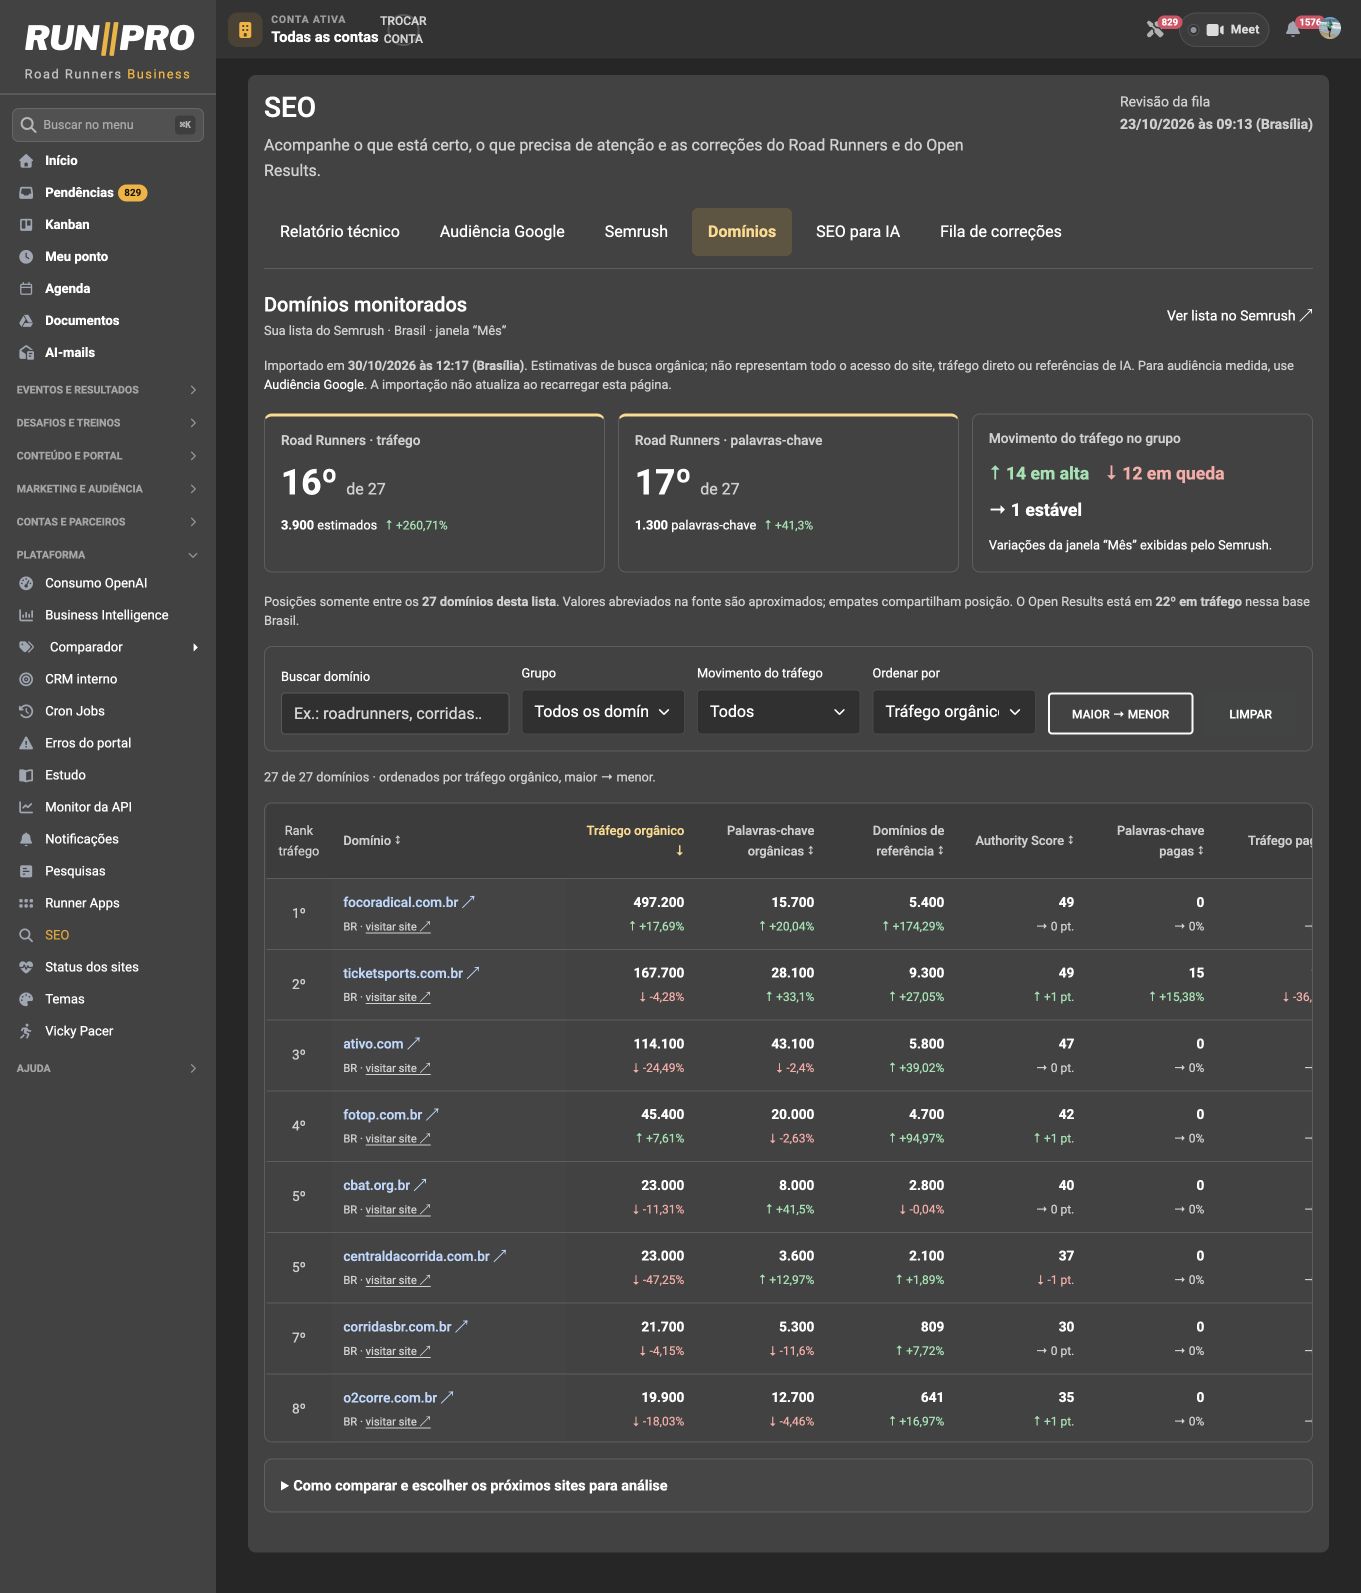 RUN//PRO
Road Runners Business
Buscar no menu ⌘K
Início
Pendências 829
Kanban
Meu ponto
Agenda
Documentos
AI-mails
EVENTOS E RESULTADOS
DESAFIOS E TREINOS
CONTEÚDO E PORTAL
MARKETING E AUDIÊNCIA
CONTAS E PARCEIROS
PLATAFORMA
Consumo OpenAI
Business Intelligence
Comparador
CRM interno
Cron Jobs
Erros do portal
Estudo
Monitor da API
Notificações
Pesquisas
Runner Apps
SEO
Status dos sites
Temas
Vicky Pacer
AJUDA
CONTA ATIVA
Todas as contas
TROCAR
CONTA
829
Meet
1576
SEO
Acompanhe o que está certo, o que precisa de atenção e as correções do Road Runners e do Open
Results.
Revisão da fila
23/10/2026 às 09:13 (Brasília)
Relatório técnico Audiência Google Semrush Domínios SEO para IA Fila de correções
Domínios monitorados
Sua lista do Semrush · Brasil · janela “Mês”
Ver lista no Semrush ↗
Importado em 30/10/2026 às 12:17 (Brasília). Estimativas de busca orgânica; não representam todo o acesso do site, tráfego direto ou referências de IA. Para audiência medida, use
Audiência Google. A importação não atualiza ao recarregar esta página.
Road Runners · tráfego
16º de 27
3.900 estimados ↑ +260,71%
Road Runners · palavras-chave
17º de 27
1.300 palavras-chave ↑ +41,3%
Movimento do tráfego no grupo
↑ 14 em alta ↓ 12 em queda
→ 1 estável
Variações da janela “Mês” exibidas pelo Semrush.
Posições somente entre os 27 domínios desta lista. Valores abreviados na fonte são aproximados; empates compartilham posição. O Open Results está em 22º em tráfego nessa base
Brasil.
Buscar domínio Grupo Movimento do tráfego Ordenar por
Ex.: roadrunners, corridas.. Todos os domín Todos Tráfego orgânic MAIOR → MENOR LIMPAR
27 de 27 domínios · ordenados por tráfego orgânico, maior → menor.
Rank tráfego Domínio ↕ Tráfego orgânico ↓ Palavras-chave orgânicas ↕ Domínios de referência ↕ Authority Score ↕ Palavras-chave pagas ↕ Tráfego pag
1º focoradical.com.br ↗ 497.200 15.700 5.400 49 0
BR · visitar site ↗ ↑ +17,69% ↑ +20,04% ↑ +174,29% → 0 pt. → 0% →
2º ticketsports.com.br ↗ 167.700 28.100 9.300 49 15
BR · visitar site ↗ ↓ -4,28% ↑ +33,1% ↑ +27,05% ↑ +1 pt. ↑ +15,38% ↓ -36,
3º ativo.com ↗ 114.100 43.100 5.800 47 0
BR · visitar site ↗ ↓ -24,49% ↓ -2,4% ↑ +39,02% → 0 pt. → 0% →
4º fotop.com.br ↗ 45.400 20.000 4.700 42 0
BR · visitar site ↗ ↑ +7,61% ↓ -2,63% ↑ +94,97% ↑ +1 pt. → 0% →
5º cbat.org.br ↗ 23.000 8.000 2.800 40 0
BR · visitar site ↗ ↓ -11,31% ↑ +41,5% ↓ -0,04% → 0 pt. → 0% →
5º centraldacorrida.com.br ↗ 23.000 3.600 2.100 37 0
BR · visitar site ↗ ↓ -47,25% ↑ +12,97% ↑ +1,89% ↓ -1 pt. → 0% →
7º corridasbr.com.br ↗ 21.700 5.300 809 30 0
BR · visitar site ↗ ↓ -4,15% ↓ -11,6% ↑ +7,72% → 0 pt. → 0% →
8º o2corre.com.br ↗ 19.900 12.700 641 35 0
BR · visitar site ↗ ↓ -18,03% ↓ -4,46% ↑ +16,97% ↑ +1 pt. → 0% →
▶ Como comparar e escolher os próximos sites para análise